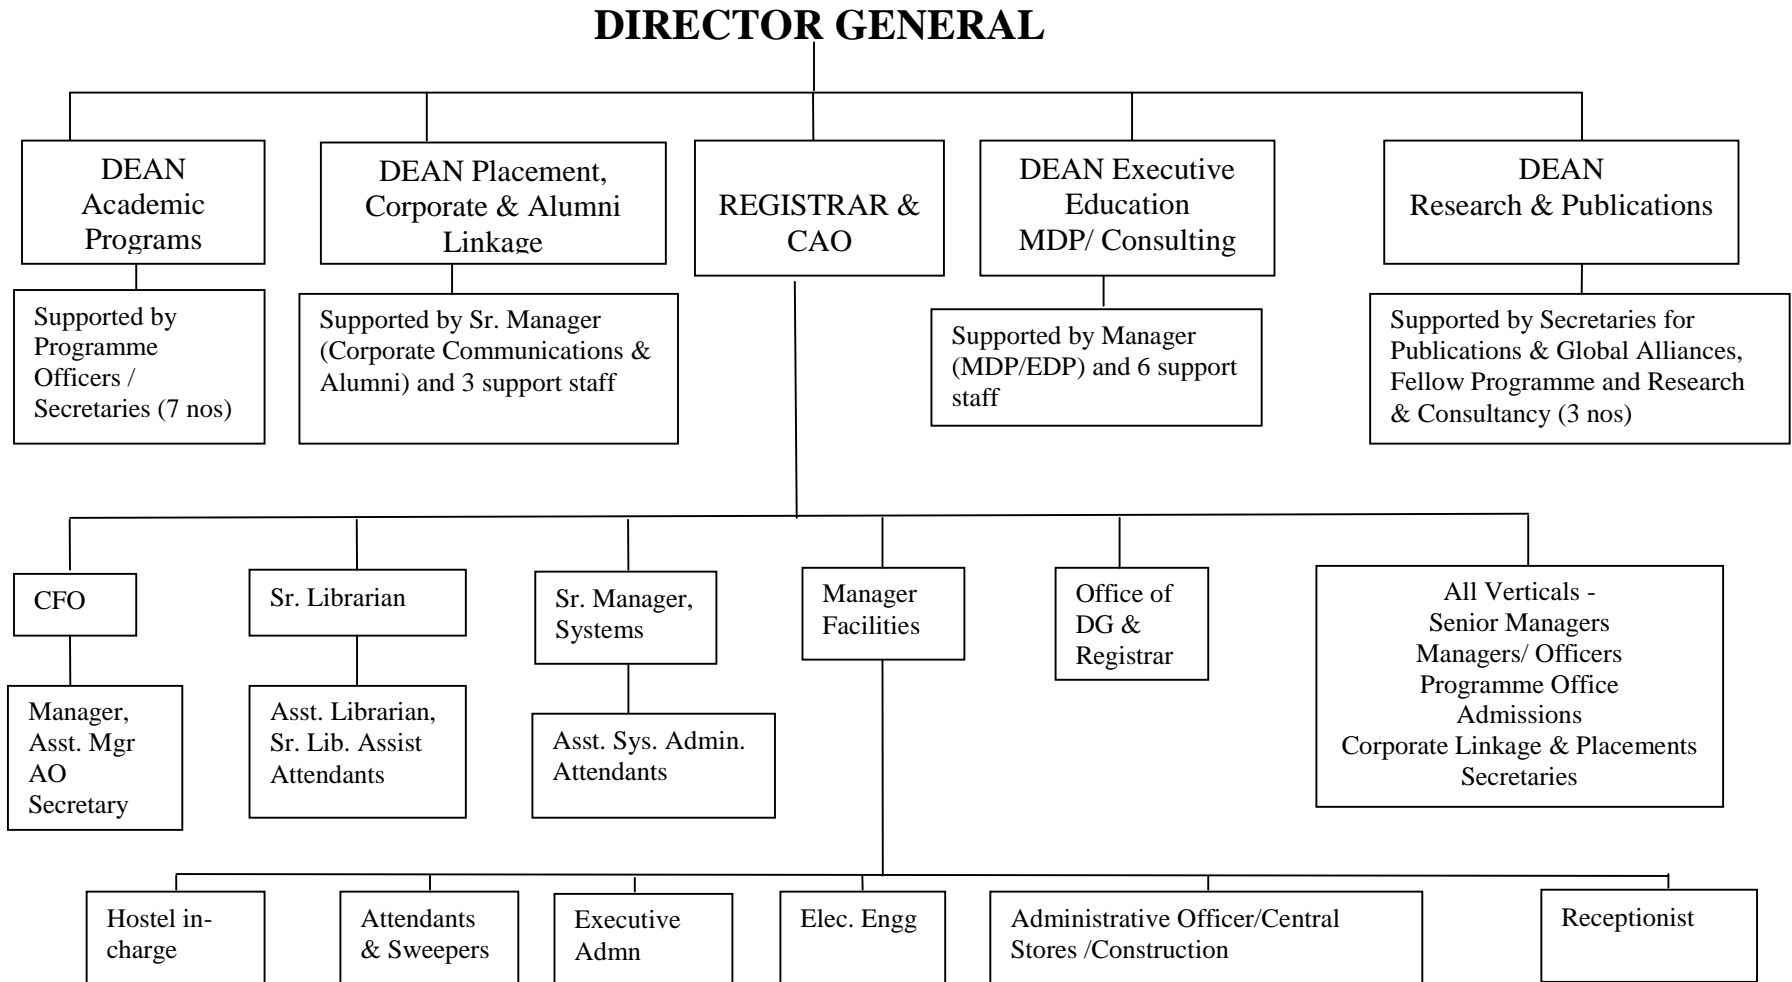 DIRECTOR GENERAL
DEAN
Academic
Programs
DEAN Placement,
Corporate & Alumni
Linkage
REGISTRAR &
CAO
DEAN Executive
Education
MDP/ Consulting
DEAN
Research & Publications
Supported by
Programme
Officers /
Secretaries (7 nos)
Supported by Sr. Manager
(Corporate Communications &
Alumni) and 3 support staff
Supported by Manager
(MDP/EDP) and 6 support
staff
Supported by Secretaries for
Publications & Global Alliances,
Fellow Programme and Research
& Consultancy (3 nos)
CFO
Sr. Librarian
Sr. Manager,
Systems
Manager
Facilities
Office of
DG &
Registrar
All Verticals -
Senior Managers
Managers/ Officers
Programme Office
Admissions
Corporate Linkage & Placements
Secretaries
Manager,
Asst. Mgr
AO
Secretary
Asst. Librarian,
Sr. Lib. Assist
Attendants
Asst. Sys. Admin.
Attendants
Hostel in-
charge
Attendants
& Sweepers
Executive
Admn
Elec. Engg
Administrative Officer/Central
Stores /Construction
Receptionist